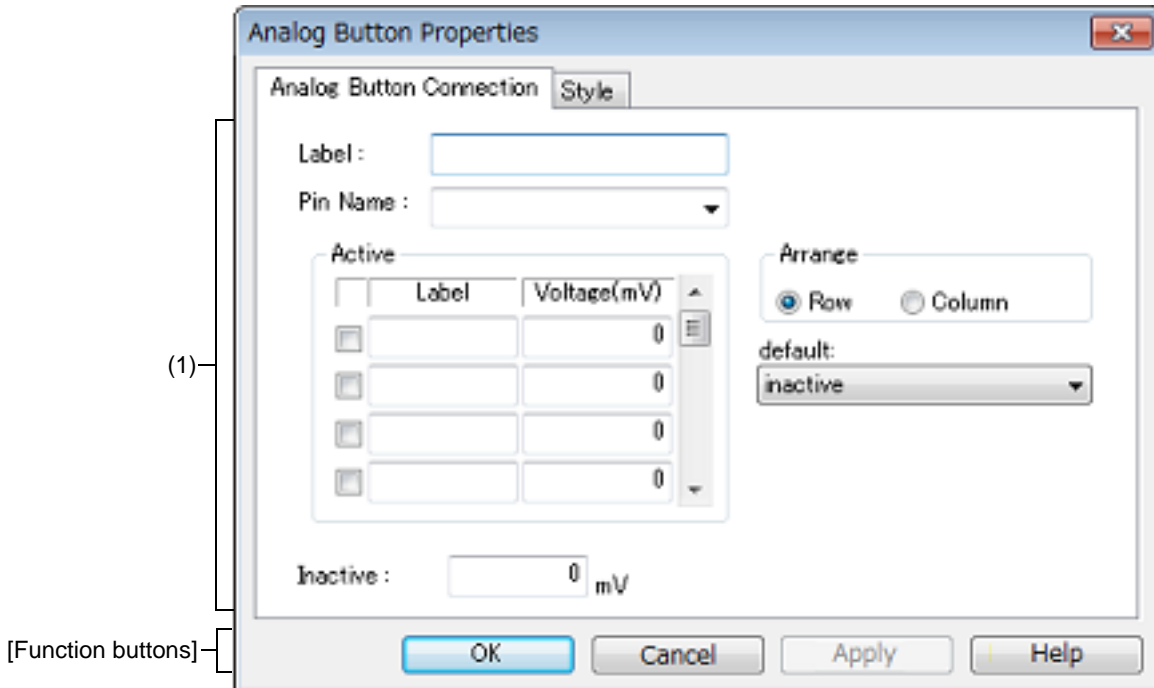 Analog Button Properties
Analog Button Connection Style
Label :
Pin Name :
Active
Label Voltage(mV)
0
0
0
0
Arrange
Row Column
default:
inactive
Inactive : 0 mV
(1)
[Function buttons]
OK Cancel Apply Help